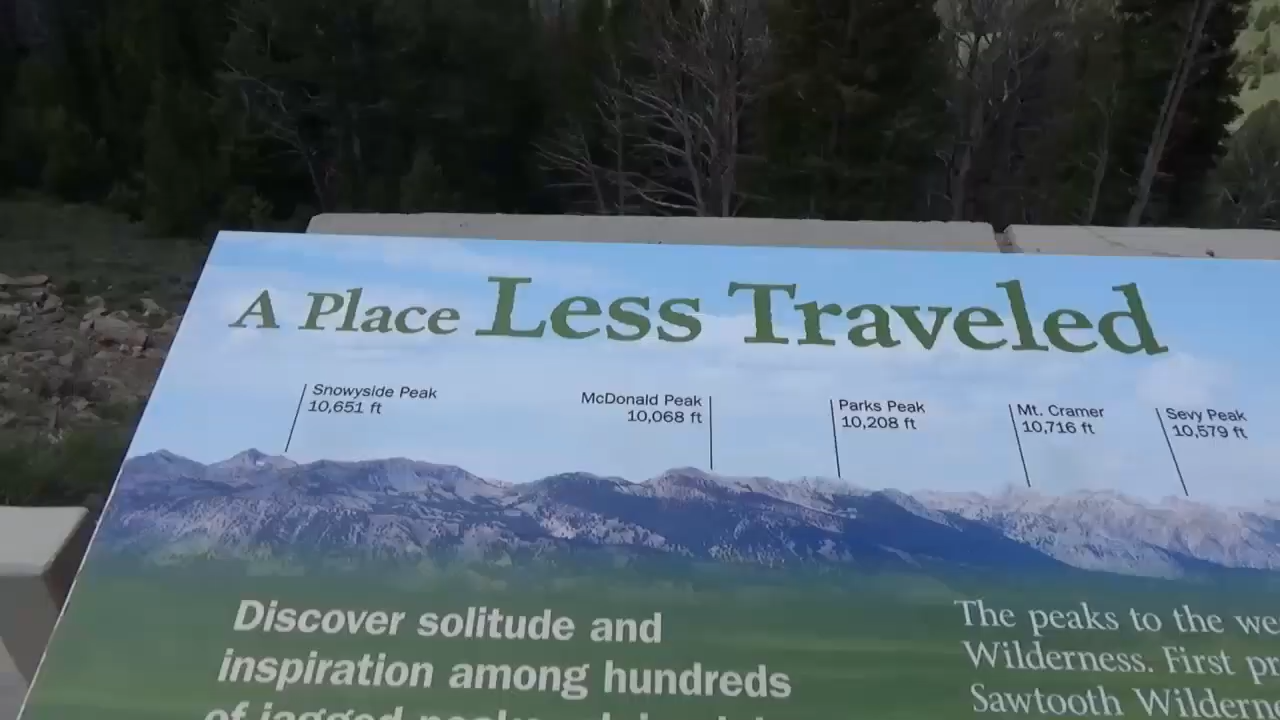 A Place Less Traveled
Snowyside Peak
10,651 ft
McDonald Peak
10,068 ft
Parks Peak
10,208 ft
Mt. Cramer
10,716 ft
Sevy Peak
10,579 ft
Discover solitude and
inspiration among hundreds
of jagged
The peaks to the
Wilderness. First
Sawtooth